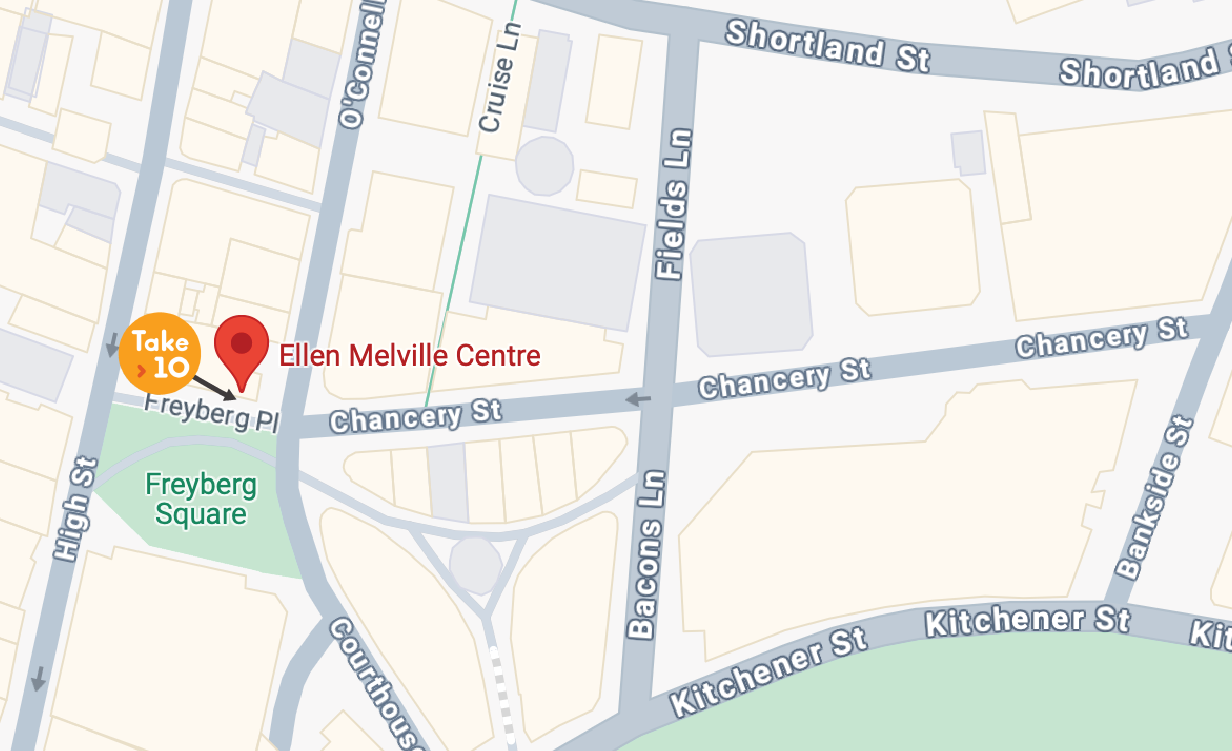 Shortland St
Shortland
O'Connell
Cruise Ln
Fields Ln
Take
10
Ellen Melville Centre
Freyberg Pl
Chancery St
Chancery St
Chancery St
Freyberg
Square
High St
Bacons Ln
Bankside St
Courthouse
Kitchener St
Kitchener St